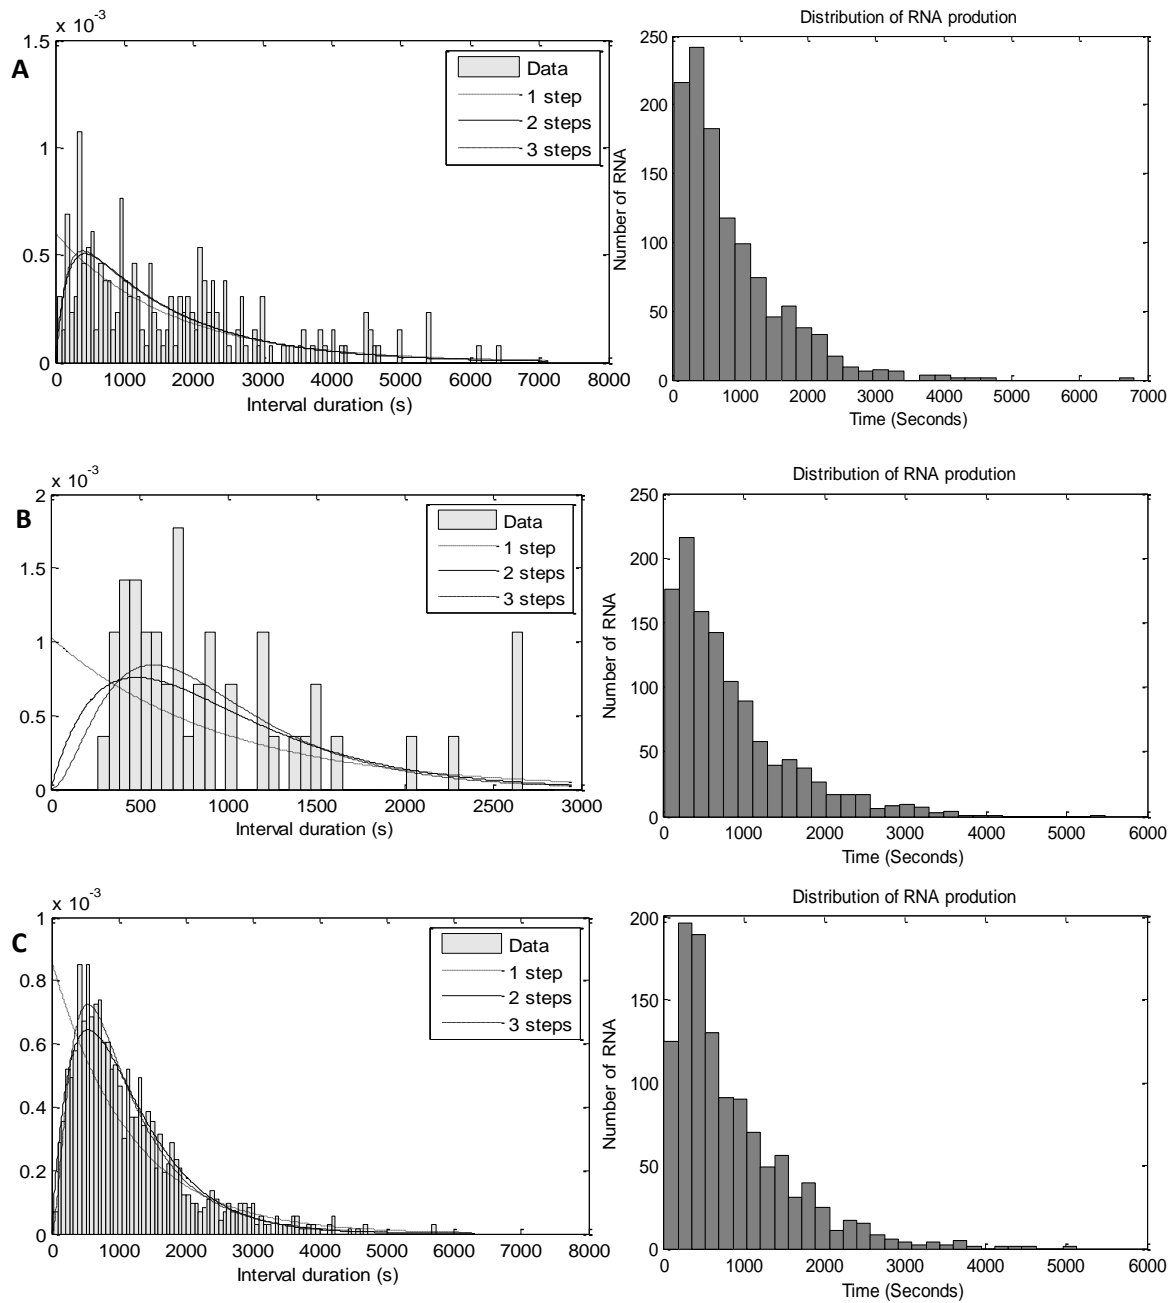 x 10⁻³
1.5
1
0.5
0
A
Data
1 step
2 steps
3 steps
0 1000 2000 3000 4000 5000 6000 7000 8000
Interval duration (s)
Distribution of RNA prodution
250
200
150
100
50
0
Number of RNA
0 1000 2000 3000 4000 5000 6000 7000
Time (Seconds)
x 10⁻³
2
1.5
1
0.5
0
B
Data
1 step
2 steps
3 steps
0 500 1000 1500 2000 2500 3000
Interval duration (s)
Distribution of RNA prodution
250
200
150
100
50
0
Number of RNA
0 1000 2000 3000 4000 5000 6000
Time (Seconds)
x 10⁻³
1
0.8
0.6
0.4
0.2
0
C
Data
1 step
2 steps
3 steps
0 1000 2000 3000 4000 5000 6000 7000 8000
Interval duration (s)
Distribution of RNA prodution
200
150
100
50
0
Number of RNA
0 1000 2000 3000 4000 5000 6000
Time (Seconds)